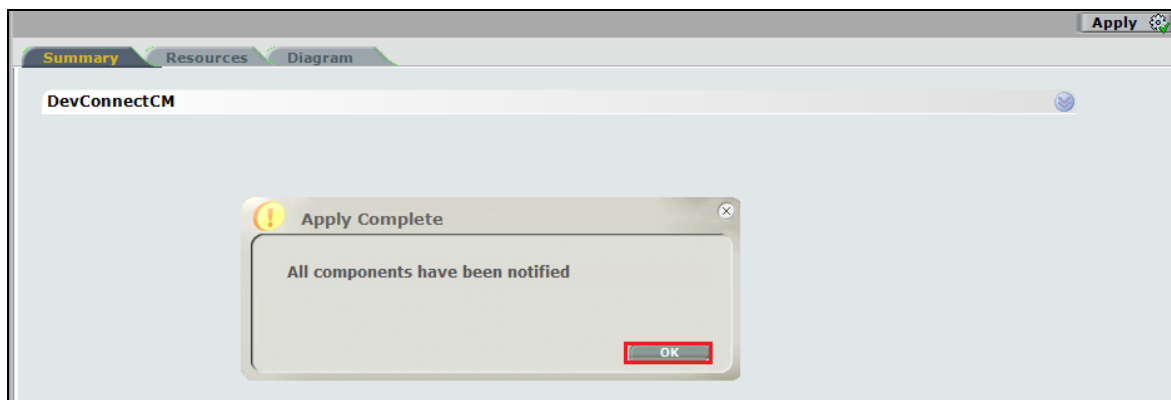 Apply
Summary Resources Diagram
DevConnectCM
Apply Complete
All components have been notified
OK